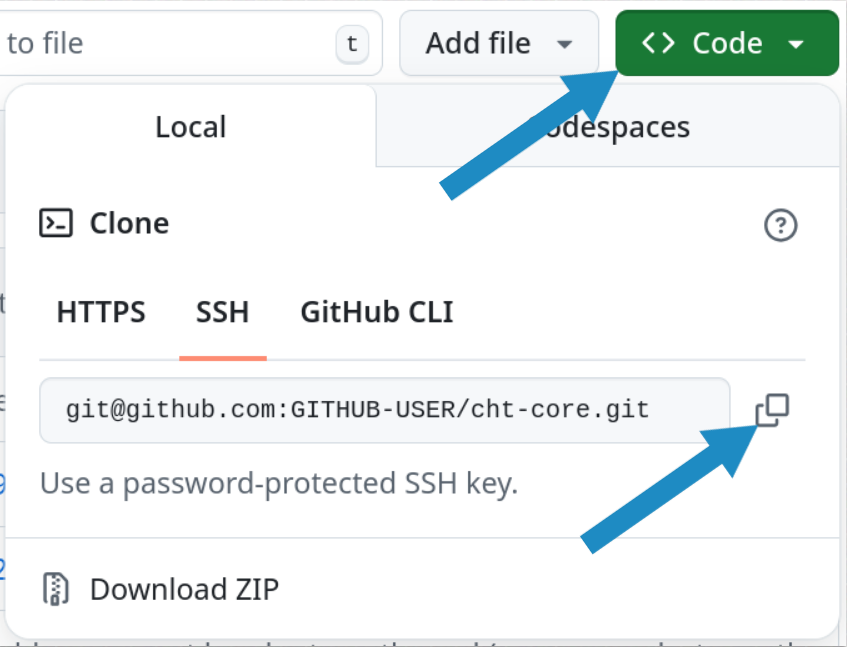 to file t Add file <> Code
Local odespaces
Clone
HTTPS SSH GitHub CLI
git@github.com:GITHUB-USER/cht-core.git
Use a password-protected SSH key.
Download ZIP